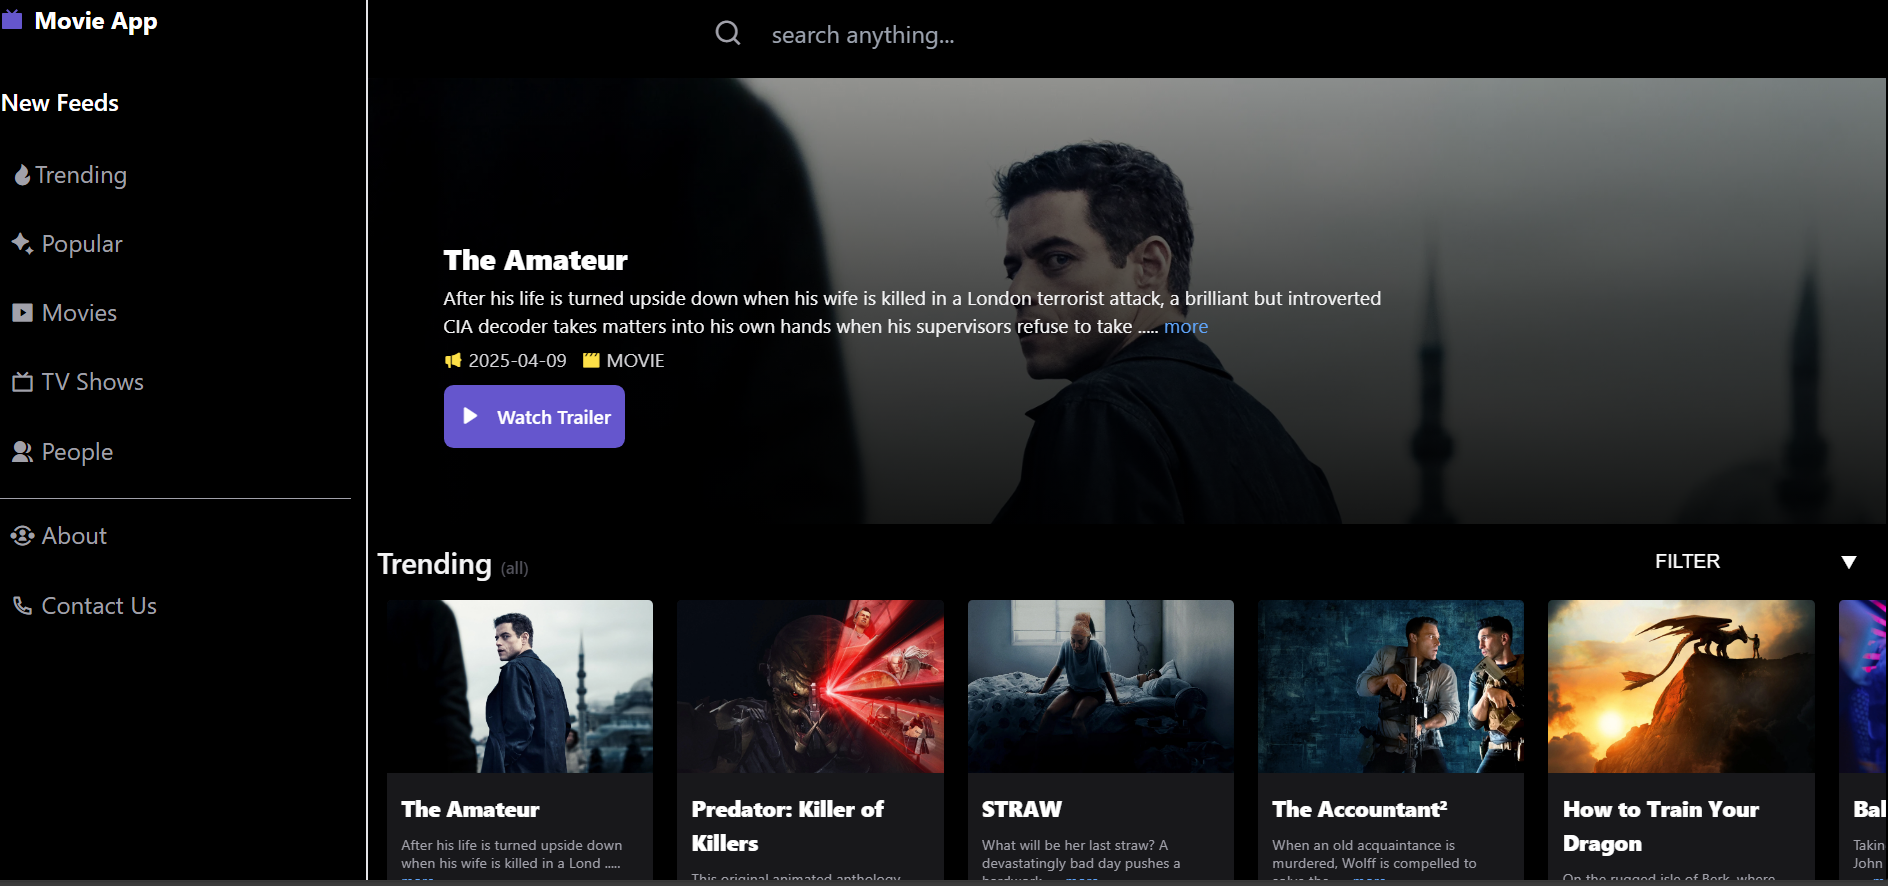 Movie App
search anything...
New Feeds
Trending
Popular
Movies
TV Shows
People
About
Contact Us
The Amateur
After his life is turned upside down when his wife is killed in a London terrorist attack, a brilliant but introverted
CIA decoder takes matters into his own hands when his supervisors refuse to take ..... more
2025-04-09 MOVIE
Watch Trailer
Trending (all)
FILTER
The Amateur
After his life is turned upside down
when his wife is killed in a Lond .....
more
Predator: Killer of
Killers
This original animated anthology
STRAW
What will be her last straw? A
devastatingly bad day pushes a
more
The Accountant²
When an old acquaintance is
murdered, Wolff is compelled to
solve the ..... more
How to Train Your
Dragon
On the rugged isle of Berk, where
Bal
Takin
John